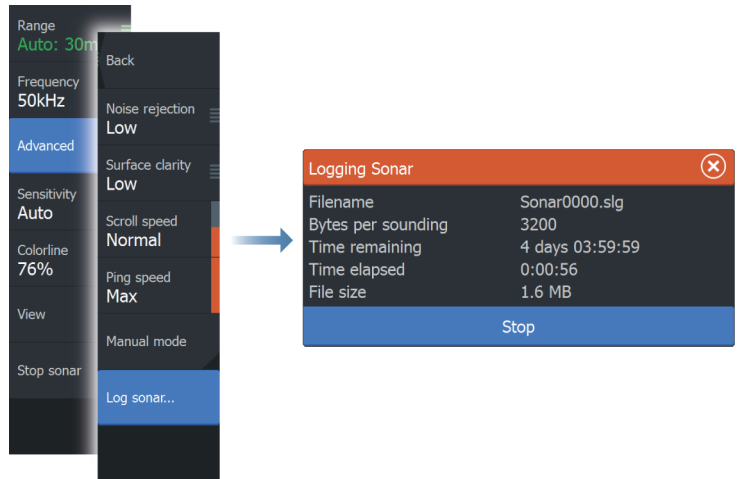 Range
Auto: 30m
Frequency
50kHz
Advanced
Sensitivity
Auto
Colorline
76%
View
Stop sonar
Back
Noise rejection
Low
Surface clarity
Low
Scroll speed
Normal
Ping speed
Max
Manual mode
Log sonar...
Logging Sonar
Filename Sonar0000.slg
Bytes per sounding 3200
Time remaining 4 days 03:59:59
Time elapsed 0:00:56
File size 1.6 MB
Stop